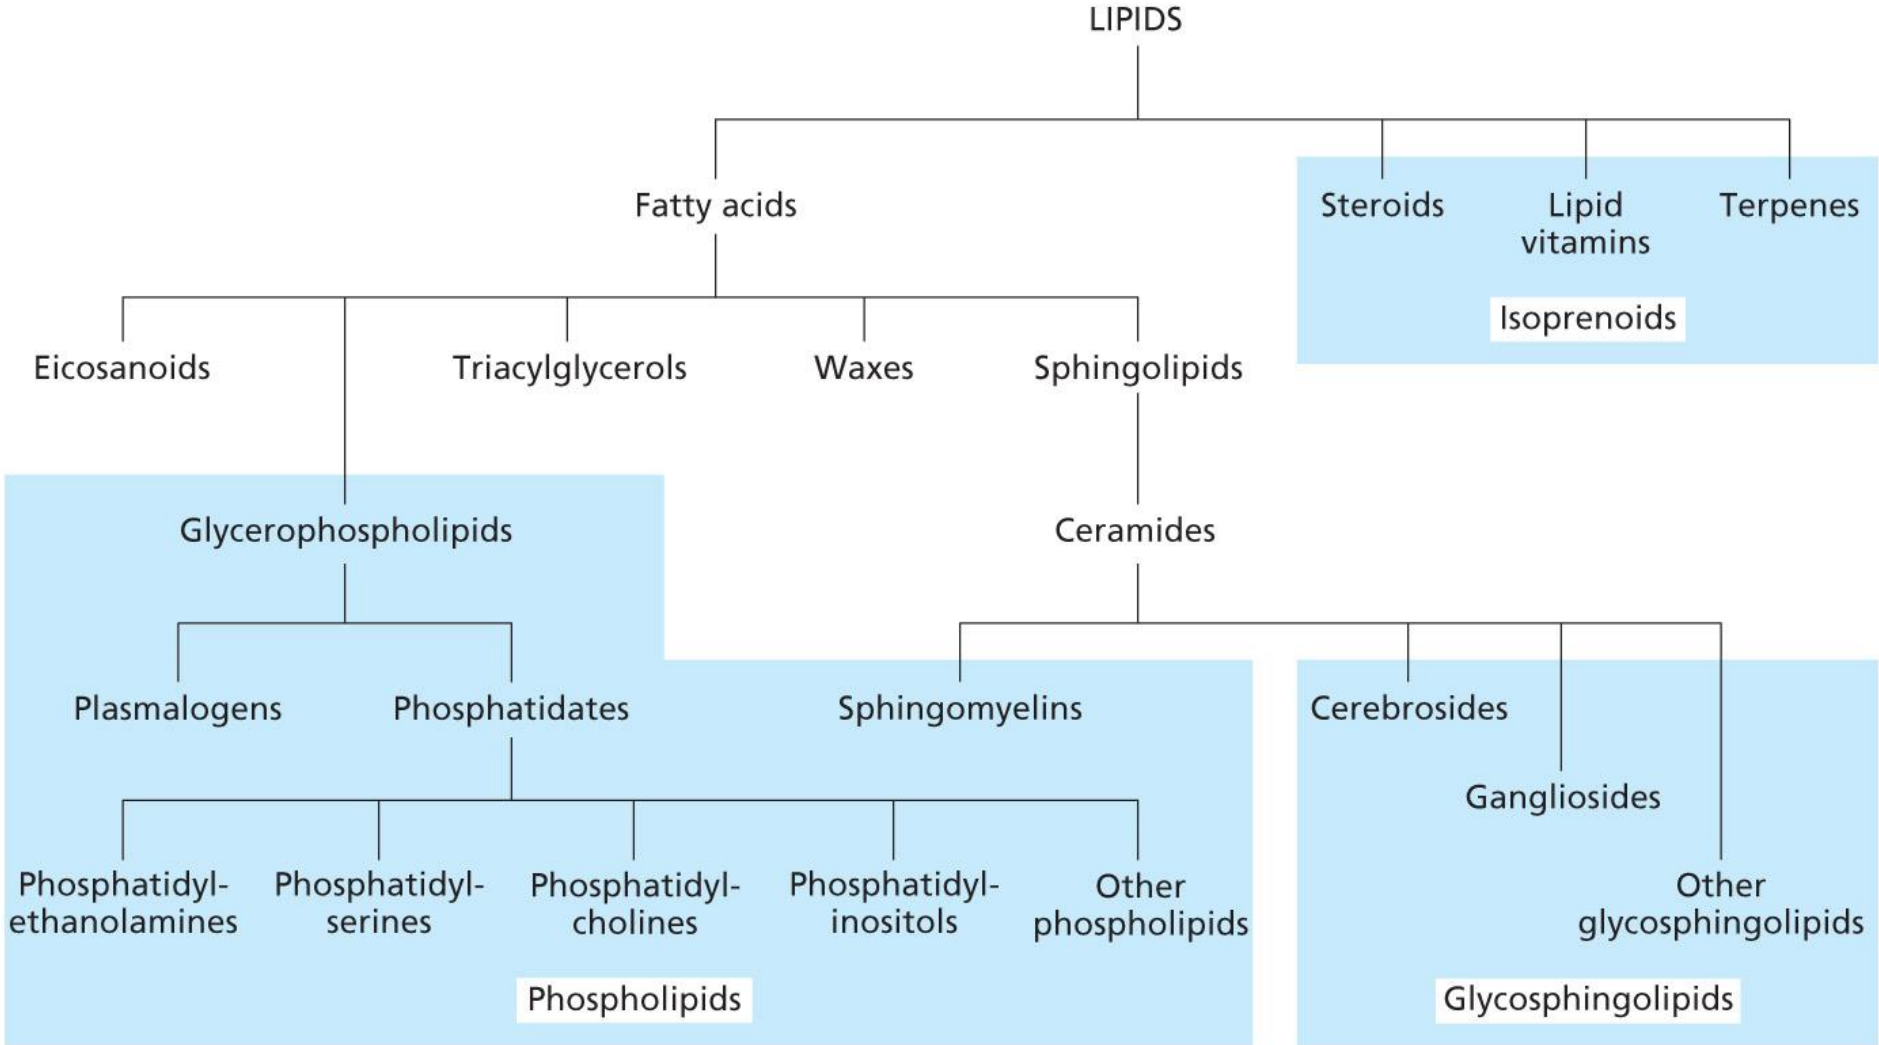 LIPIDS
Fatty acids
Steroids
Lipid
vitamins
Terpenes
Isoprenoids
Eicosanoids
Triacylglycerols
Waxes
Sphingolipids
Glycerophospholipids
Ceramides
Plasmalogens
Phosphatidates
Sphingomyelins
Cerebrosides
Gangliosides
Phosphatidyl-
ethanolamines
Phosphatidyl-
serines
Phosphatidyl-
cholines
Phosphatidyl-
inositols
Other
phospholipids
Other
glycosphingolipids
Phospholipids
Glycosphingolipids